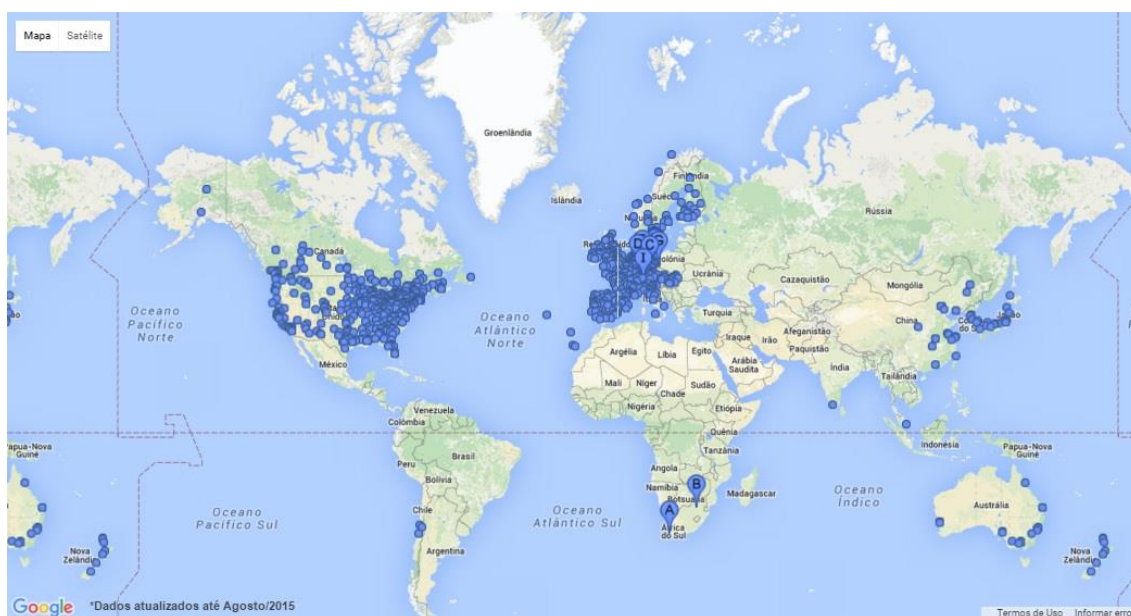 Mapa Satélite
Groenlândia
Islândia
Finlândia
Rússia
Canadá
Ucrânia
Cazaquistão
Mongólia
Oceano
Pacífico
Norte
Oceano
Atlântico
Norte
Turquia
China
Iraque
Irão
Afeganistão
Paquistão
Argélia
Líbia
Egito
Arábia
Saudita
Índia
México
Mali
Níger
Chade
Sudão
Tailândia
Nigéria
Etiópia
Venezuela
Colômbia
Quênia
Indonésia
Papua-Nova
Guiné
Papua-Nova
Guiné
Tanzânia
Peru
Brasil
Angola
Bolívia
Namíbia
Botsuana
Madagascar
B
A
Oceano
Índico
Austrália
Chile
Oceano
Pacífico Sul
Oceano
Atlântico Sul
África
do Sul
Argentina
Nova
Zelândia
Nova
Zelândia
D
C
I
Google *Dados atualizados até Agosto/2015
Termos de Uso Informar erro